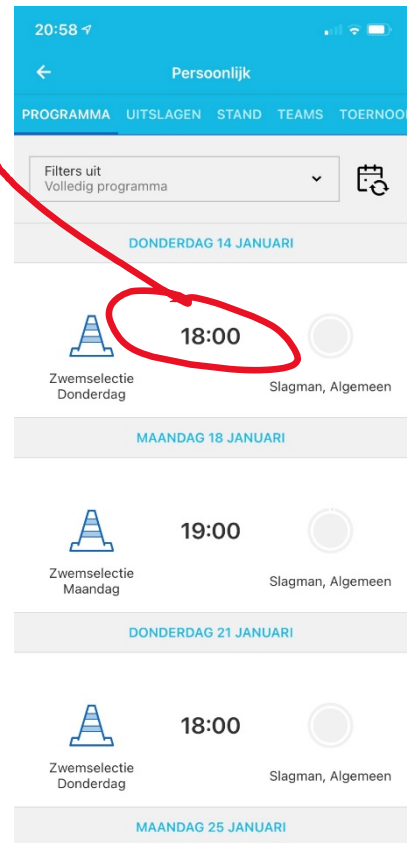 20:58
Persoonlijk
PROGRAMMA UITSLAGEN STAND TEAMS TOERNOO
Filters uit
Volledig programma
DONDERDAG 14 JANUARI
18:00
Zwemselectie
Donderdag
Slagman, Algemeen
MAANDAG 18 JANUARI
19:00
Zwemselectie
Maandag
Slagman, Algemeen
DONDERDAG 21 JANUARI
18:00
Zwemselectie
Donderdag
Slagman, Algemeen
MAANDAG 25 JANUARI